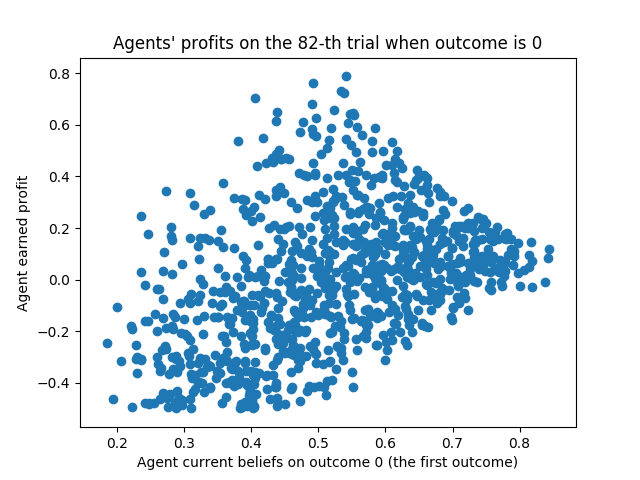 Agents' profits on the 82-th trial when outcome is 0
0.8
0.6
0.4
0.2
0.0
−0.2
−0.4
Agent earned profit
0.2 0.3 0.4 0.5 0.6 0.7 0.8
Agent current beliefs on outcome 0 (the first outcome)